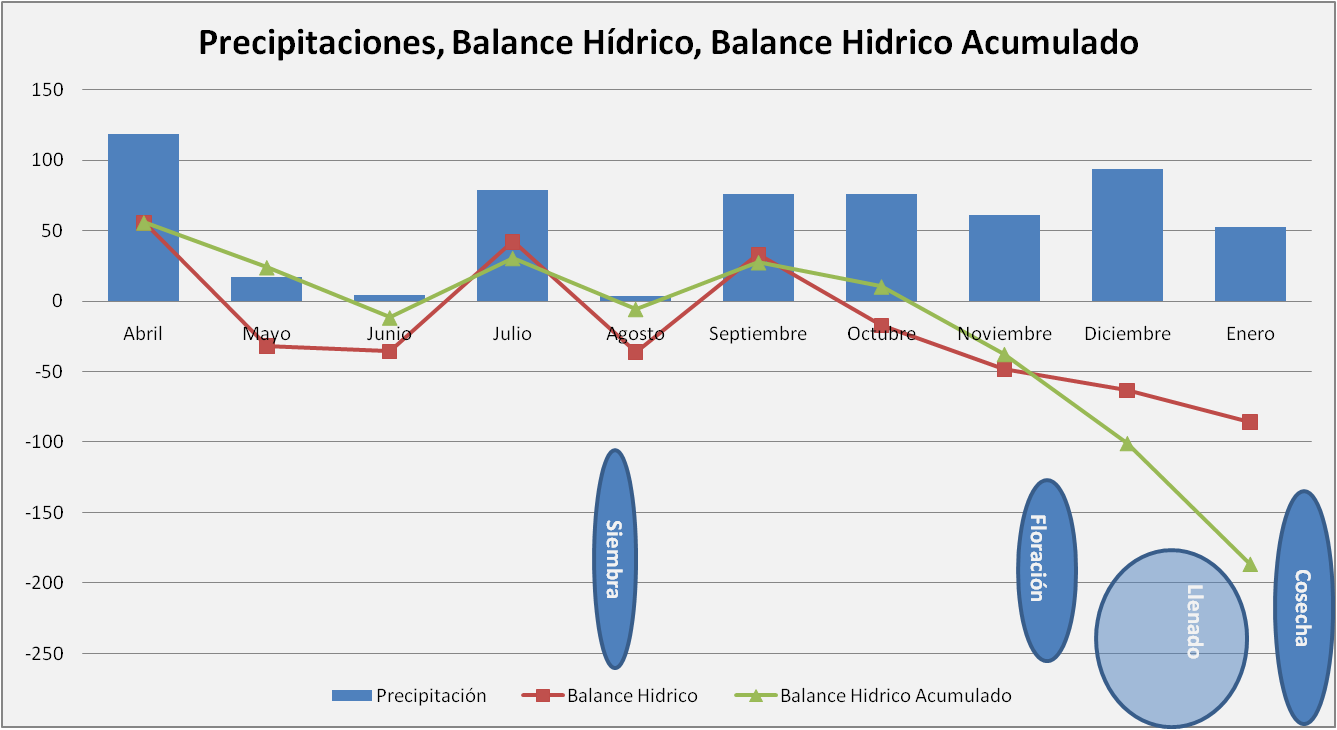 Precipitaciones, Balance Hídrico, Balance Hidrico Acumulado
150
100
50
0
-50
-100
-150
-200
-250
Abril Mayo Junio Julio Agosto Septiembre Octubre Noviembre Diciembre Enero
Siembra
Floración
Llenado
Cosecha
Precipitación Balance Hidrico Balance Hidrico Acumulado